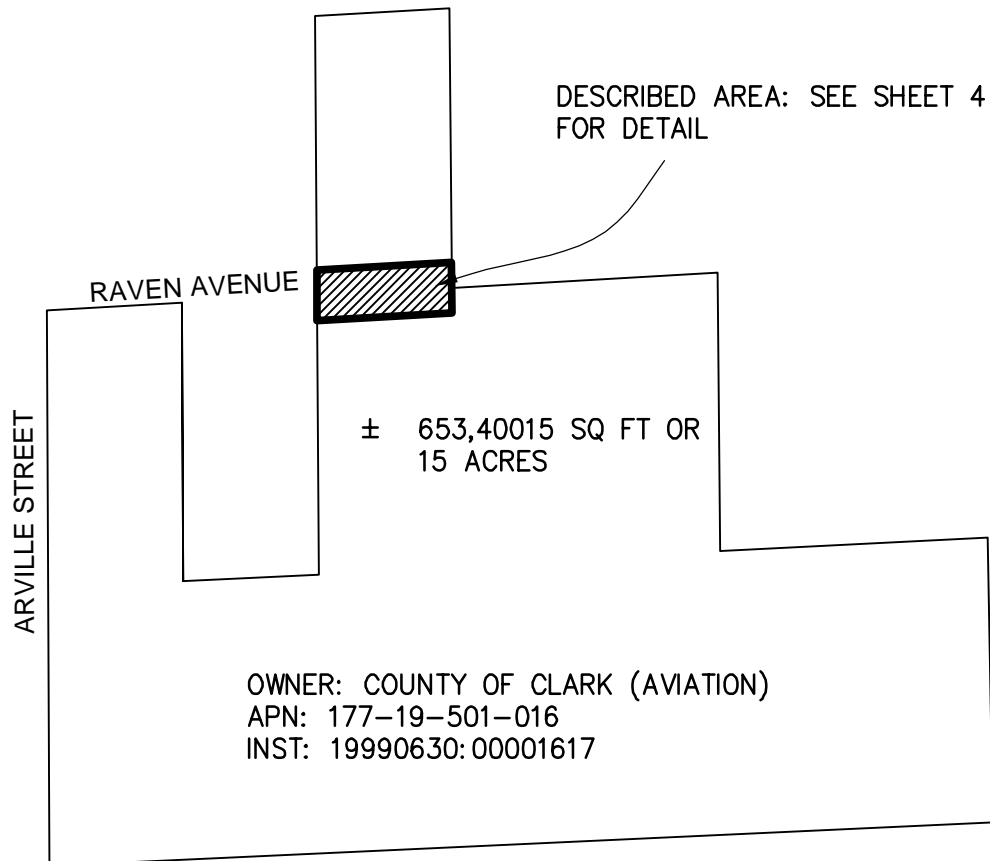 DESCRIBED AREA: SEE SHEET 4
FOR DETAIL
RAVEN AVENUE
± 653,40015 SQ FT OR
15 ACRES
ARVILLE STREET
OWNER: COUNTY OF CLARK (AVIATION)
APN: 177-19-501-016
INST: 19990630:00001617